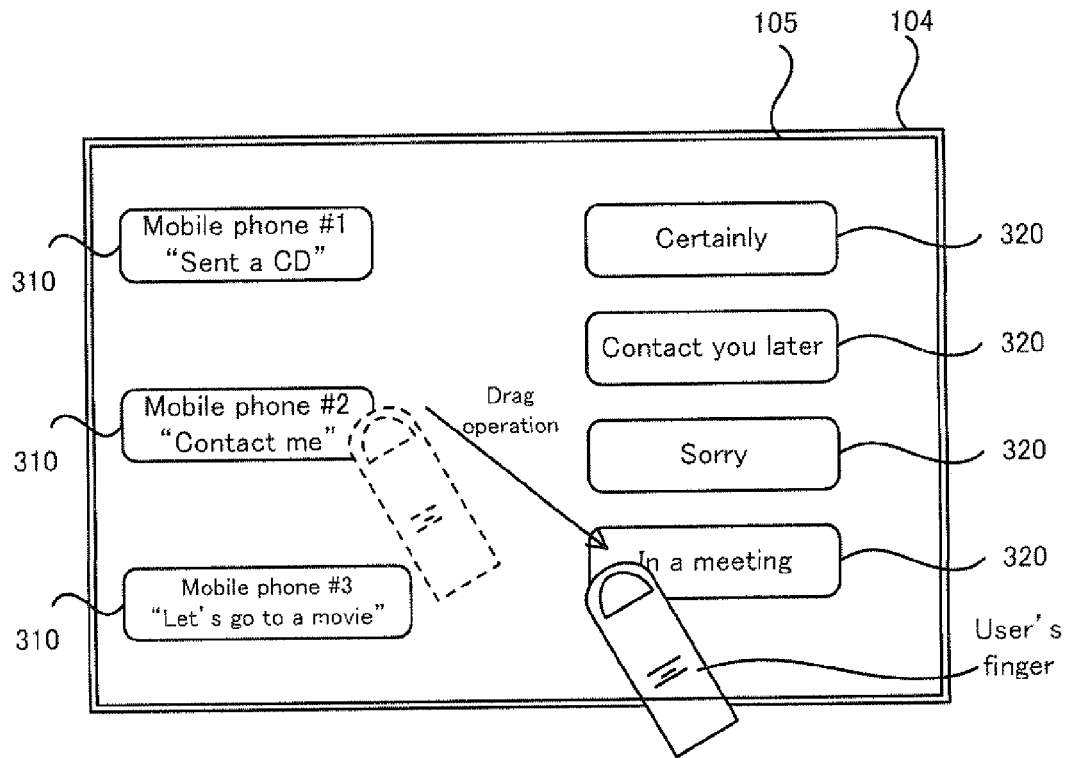 105
104
Mobile phone #1
“Sent a CD”
310
Certainly
320
Contact you later
320
Mobile phone #2
“Contact me”
310
Drag
operation
Sorry
320
In a meeting
320
Mobile phone #3
“Let's go to a movie”
310
User's
finger